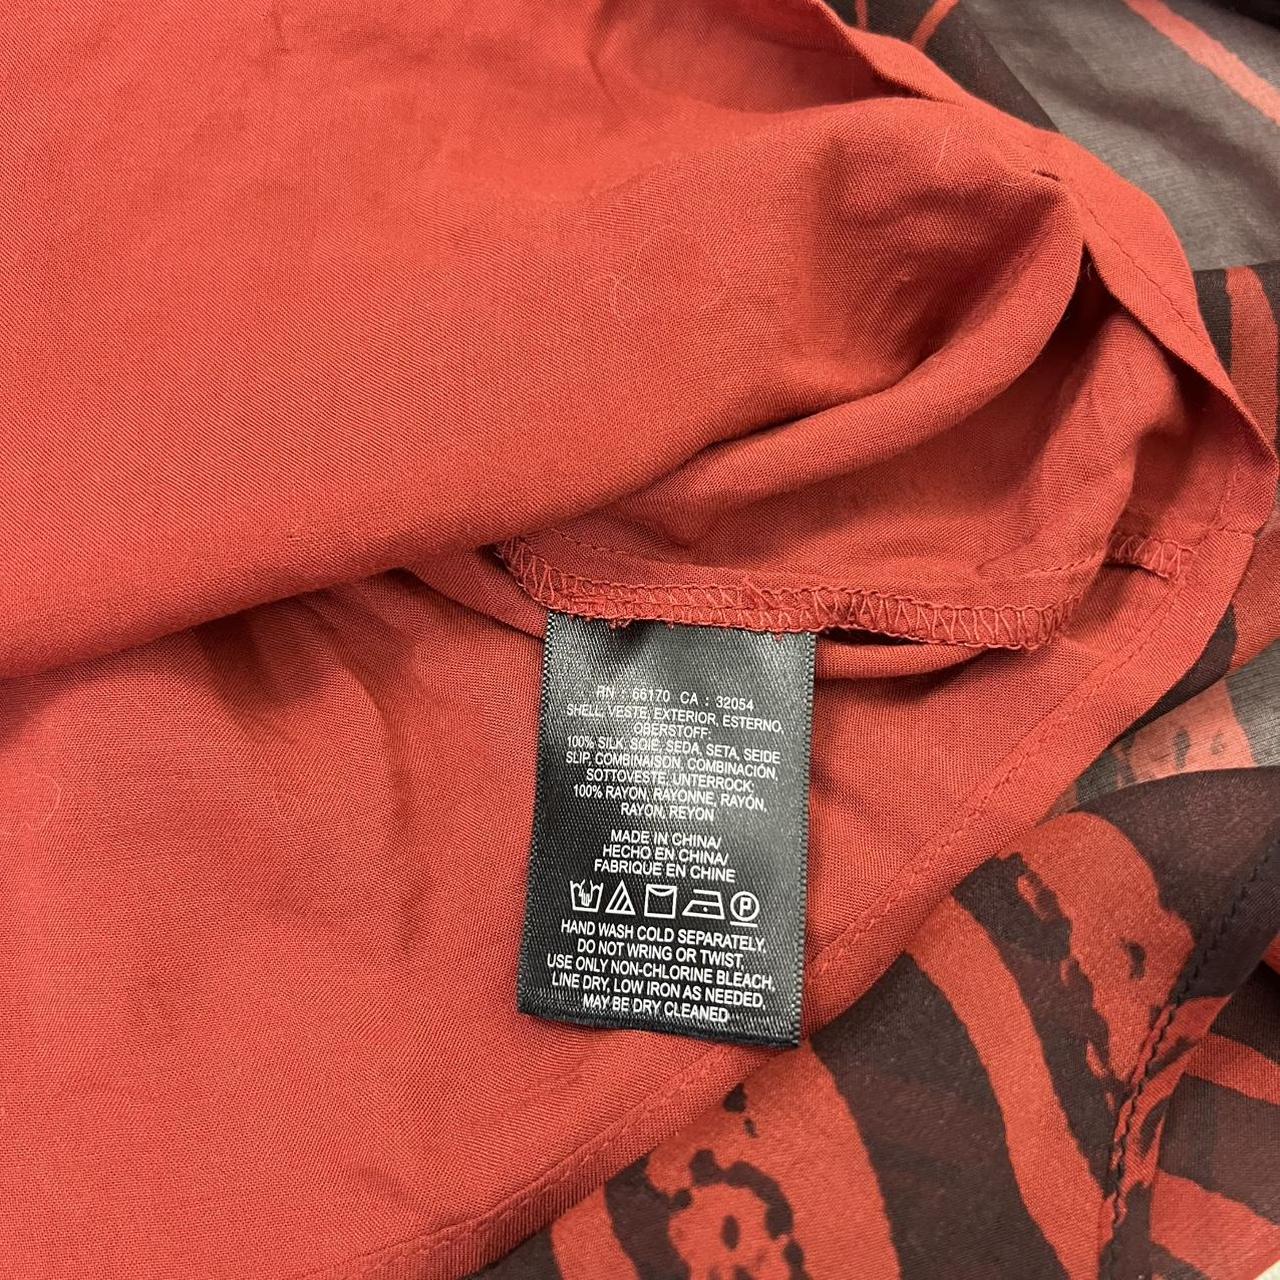 RN : 66170 CA : 32054
SHELL, VESTE, EXTERIOR, ESTERNO,
OBERSTOFF:
100% SILK, SOIE, SEDA, SETA, SEIDE
SLIP, COMBINAISON, COMBINACIÓN,
SOTTOVESTE, UNTERROCK:
100% RAYON, RAYONNE, RAYÓN,
RAYON, REYON
MADE IN CHINA/
HECHO EN CHINA/
FABRIQUE EN CHINE
P
HAND WASH COLD SEPARATELY,
DO NOT WRING OR TWIST,
USE ONLY NON-CHLORINE BLEACH,
LINE DRY, LOW IRON AS NEEDED,
MAY BE DRY CLEANED